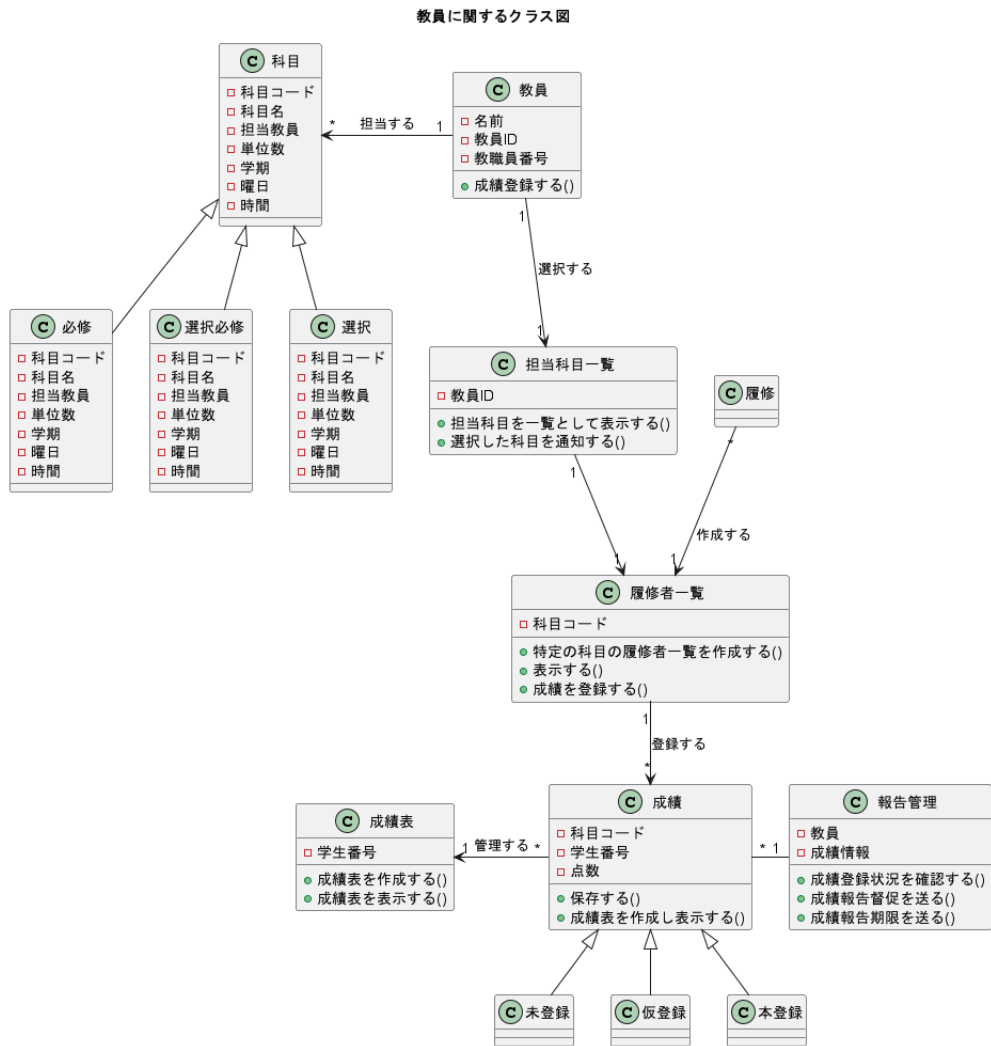 教員に関するクラス図
C 科目
科目コード
科目名
担当教員
単位数
学期
曜日
時間
* 担当する 1
C 教員
名前
教員ID
教職員番号
成績登録する()
1
選択する
1
C 必修
科目コード
科目名
担当教員
単位数
学期
曜日
時間
C 選択必修
科目コード
科目名
担当教員
単位数
学期
曜日
時間
C 選択
科目コード
科目名
担当教員
単位数
学期
曜日
時間
C 担当科目一覧
教員ID
担当科目を一覧として表示する()
選択した科目を通知する()
C 履修
1
*
作成する
1
1
C 履修者一覧
科目コード
特定の科目の履修者一覧を作成する()
表示する()
成績を登録する()
1
登録する
*
C 成績表
学生番号
成績表を作成する()
成績表を表示する()
1 管理する *
C 成績
科目コード
学生番号
点数
保存する()
成績表を作成し表示する()
* 1
C 報告管理
教員
成績情報
成績登録状況を確認する()
成績報告督促を送る()
成績報告期限を送る()
C 未登録
C 仮登録
C 本登録